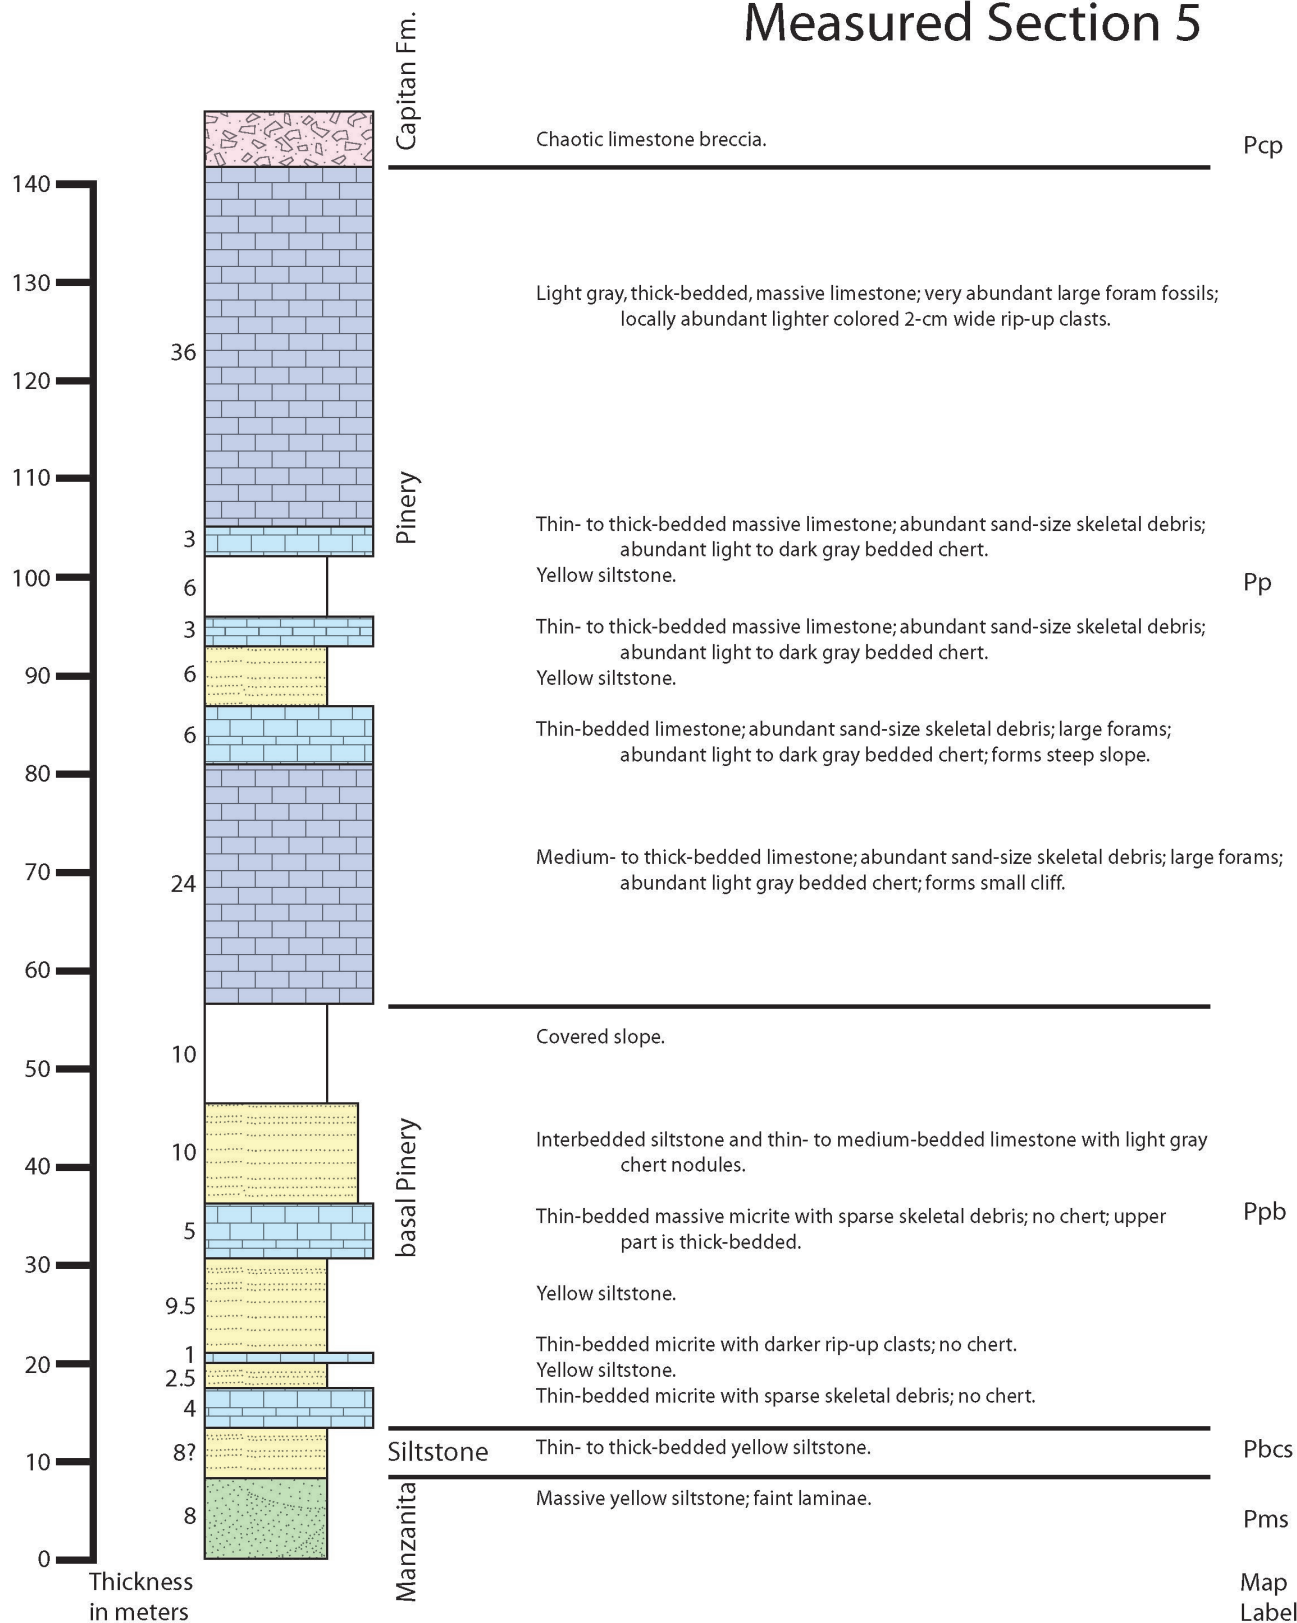 Measured Section 5
Capitan Fm.
Chaotic limestone breccia.
Pcp
140
130
Light gray, thick-bedded, massive limestone; very abundant large foram fossils;
locally abundant lighter colored 2-cm wide rip-up clasts.
36
120
110
Pinery
Thin- to thick-bedded massive limestone; abundant sand-size skeletal debris;
3
abundant light to dark gray bedded chert.
100
6
Yellow siltstone.
Pp
3
Thin- to thick-bedded massive limestone; abundant sand-size skeletal debris;
abundant light to dark gray bedded chert.
90
6
Yellow siltstone.
6
Thin-bedded limestone; abundant sand-size skeletal debris; large forams;
abundant light to dark gray bedded chert; forms steep slope.
80
70
24
Medium- to thick-bedded limestone; abundant sand-size skeletal debris; large forams;
abundant light gray bedded chert; forms small cliff.
60
50
10
Covered slope.
40
10
basal Pinery
Interbedded siltstone and thin- to medium-bedded limestone with light gray
chert nodules.
5
Thin-bedded massive micrite with sparse skeletal debris; no chert; upper
part is thick-bedded.
Ppb
30
9.5
Yellow siltstone.
1
Thin-bedded micrite with darker rip-up clasts; no chert.
20
2.5
Yellow siltstone.
4
Thin-bedded micrite with sparse skeletal debris; no chert.
10
8?
Siltstone
Thin- to thick-bedded yellow siltstone.
Pbcs
8
Manzanita
Massive yellow siltstone; faint laminae.
Pms
0
Thickness
in meters
Map
Label